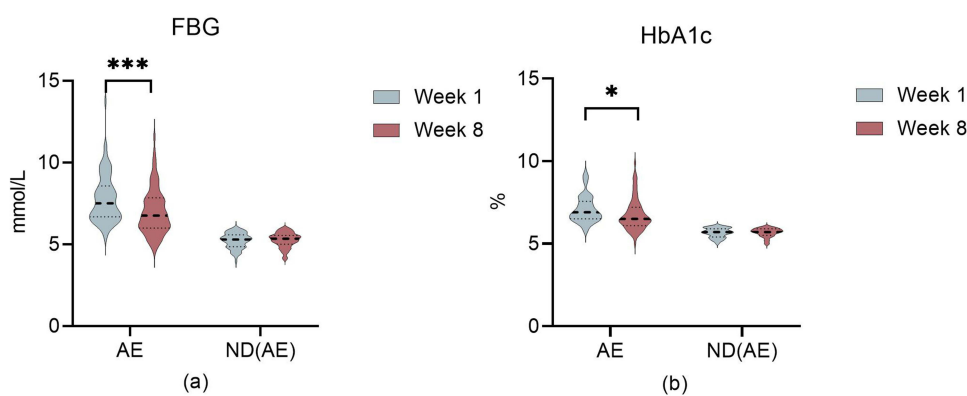 FBG
***
15
10
5
0
mmol/L
AE
ND(AE)
Week 1
Week 8
(a)
HbA1c
*
15
10
5
0
%
AE
ND(AE)
Week 1
Week 8
(b)